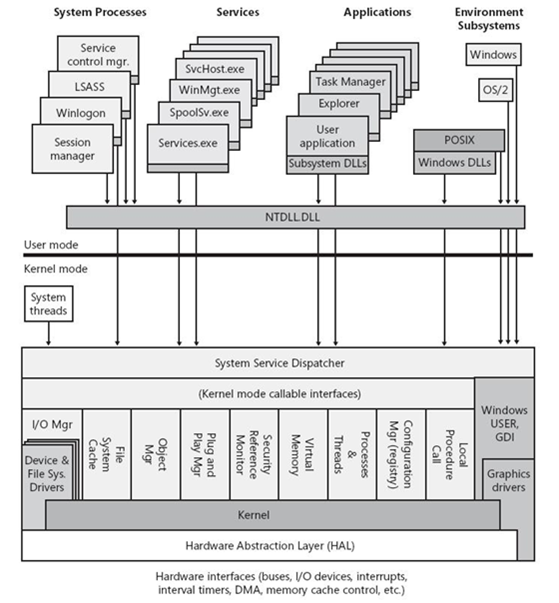 System Processes
Services
Applications
Environment
Subsystems
Service
control mgr.
LSASS
Winlogon
Session
manager
SvcHost.exe
WinMgt.exe
SpoolSv.exe
Services.exe
Task Manager
Explorer
User
application
Subsystem DLLs
Windows
OS/2
POSIX
Windows DLLs
NTDLL.DLL
User mode
Kernel mode
System
threads
System Service Dispatcher
(Kernel mode callable interfaces)
I/O Mgr
Device &
File Sys.
Drivers
File
System
Cache
Object
Mgr
Plug and
Play Mgr
Security
Reference
Monitor
Virtual
Memory
Processes
&
Threads
Configuration
Mgr (registry)
Local
Procedure
Call
Windows
USER,
GDI
Graphics
drivers
Kernel
Hardware Abstraction Layer (HAL)
Hardware interfaces (buses, I/O devices, interrupts,
interval timers, DMA, memory cache control, etc.)